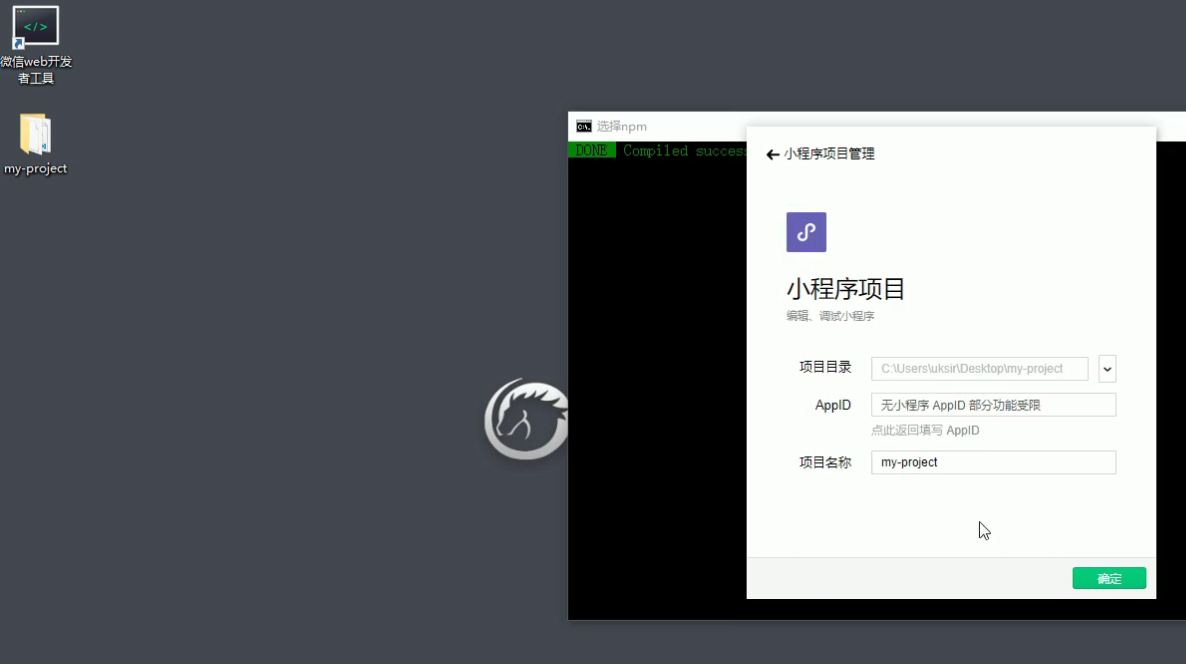 微信web开发
者工具
my-project
选择npm
DONE Compiled success
小程序项目管理
小程序项目
编辑、调试小程序
项目目录 C:\Users\uksir\Desktop\my-project
AppID 无小程序 AppID 部分功能受限
点此返回填写 AppID
项目名称 my-project
确定